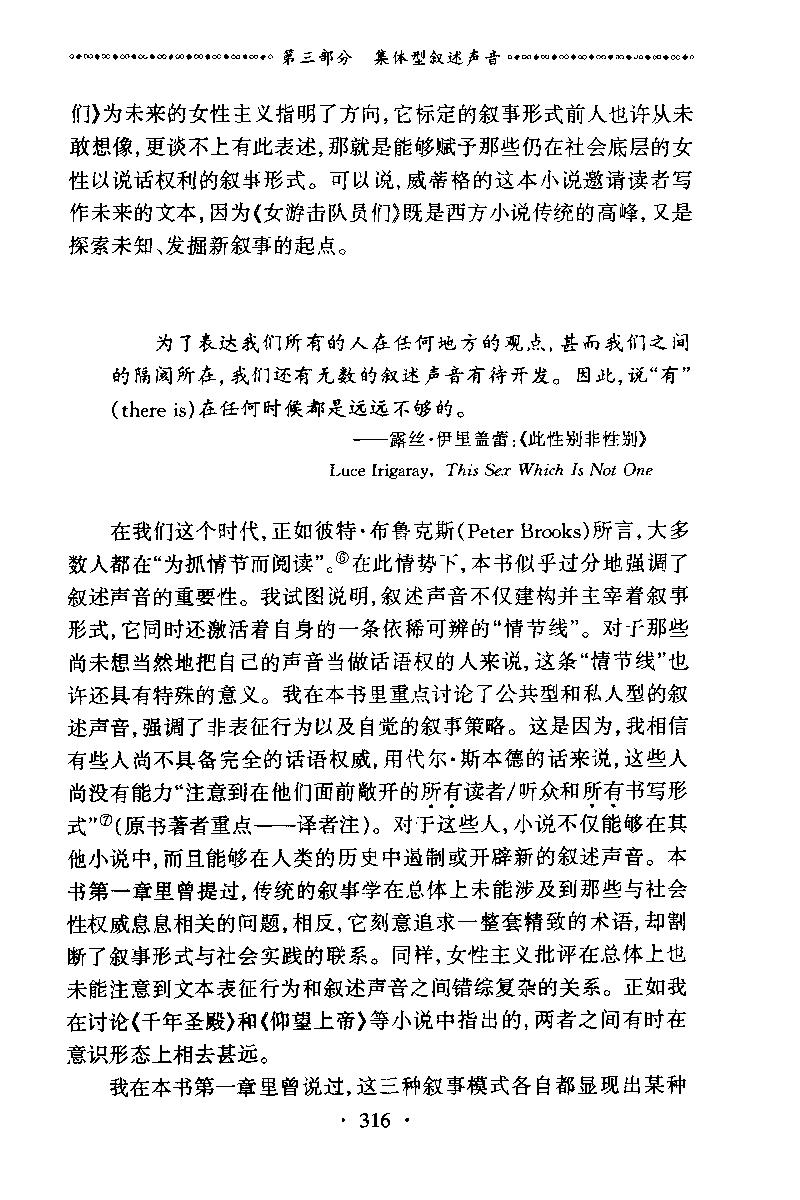 第三部分 集体型叙述声音
们》为未来的女性主义指明了方向,它标定的叙事形式前人也许从未
敢想像,更谈不上有此表述,那就是能够赋予那些仍在社会底层的女
性以说话权利的叙事形式。可以说,威蒂格的这本小说邀请读者写
作未来的文本,因为《女游击队员们》既是西方小说传统的高峰,又是
探索未知、发掘新叙事的起点。
为了表达我们所有的人在任何地方的观点,甚而我们之间
的隔阂所在,我们还有无数的叙述声音有待开发。因此,说“有”
(there is)在任何时候都是远远不够的。
——露丝·伊里盖蕾:《此性别非性别》
Luce Irigaray, This Sex Which Is Not One
在我们这个时代,正如彼特·布鲁克斯(Peter Brooks)所言,大多
数人都在“为抓情节而阅读”。⑥在此情势下,本书似乎过分地强调了
叙述声音的重要性。我试图说明,叙述声音不仅建构并主宰着叙事
形式,它同时还激活着自身的一条依稀可辨的“情节线”。对于那些
尚未想当然地把自己的声音当做话语权的人来说,这条“情节线”也
许还具有特殊的意义。我在本书里重点讨论了公共型和私人型的叙
述声音,强调了非表征行为以及自觉的叙事策略。这是因为,我相信
有些人尚不具备完全的话语权威,用代尔·斯本德的话来说,这些人
尚没有能力“注意到在他们面前敞开的所有读者/听众和所有书写形
式”⑦(原书著者重点——译者注)。对于这些人,小说不仅能够在其
他小说中,而且能够在人类的历史中遏制或开辟新的叙述声音。本
书第一章里曾提过,传统的叙事学在总体上未能涉及到那些与社会
性权威息息相关的问题,相反,它刻意追求一整套精致的术语,却割
断了叙事形式与社会实践的联系。同样,女性主义批评在总体上也
未能注意到文本表征行为和叙述声音之间错综复杂的关系。正如我
在讨论《千年圣殿》和《仰望上帝》等小说中指出的,两者之间有时在
意识形态上相去甚远。
我在本书第一章里曾说过,这三种叙事模式各自都显现出某种
· 316 ·